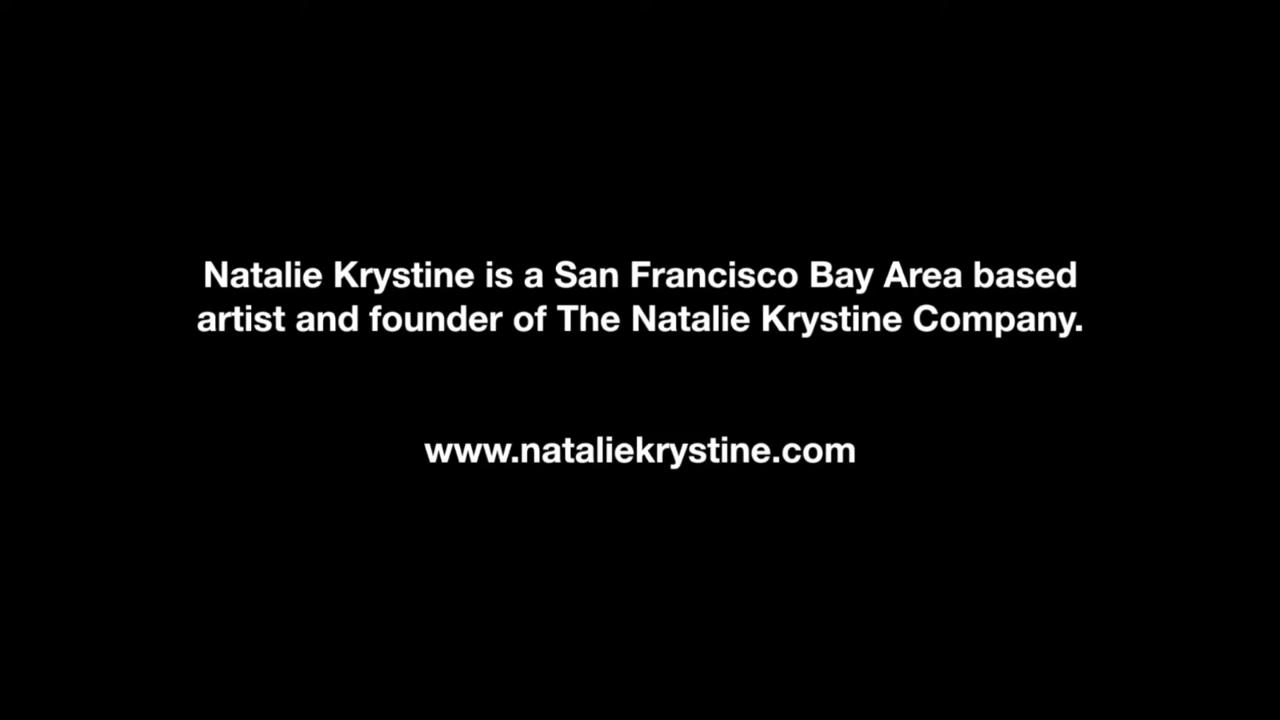 Natalie Krystine is a San Francisco Bay Area based
artist and founder of The Natalie Krystine Company.
www.nataliekrystine.com